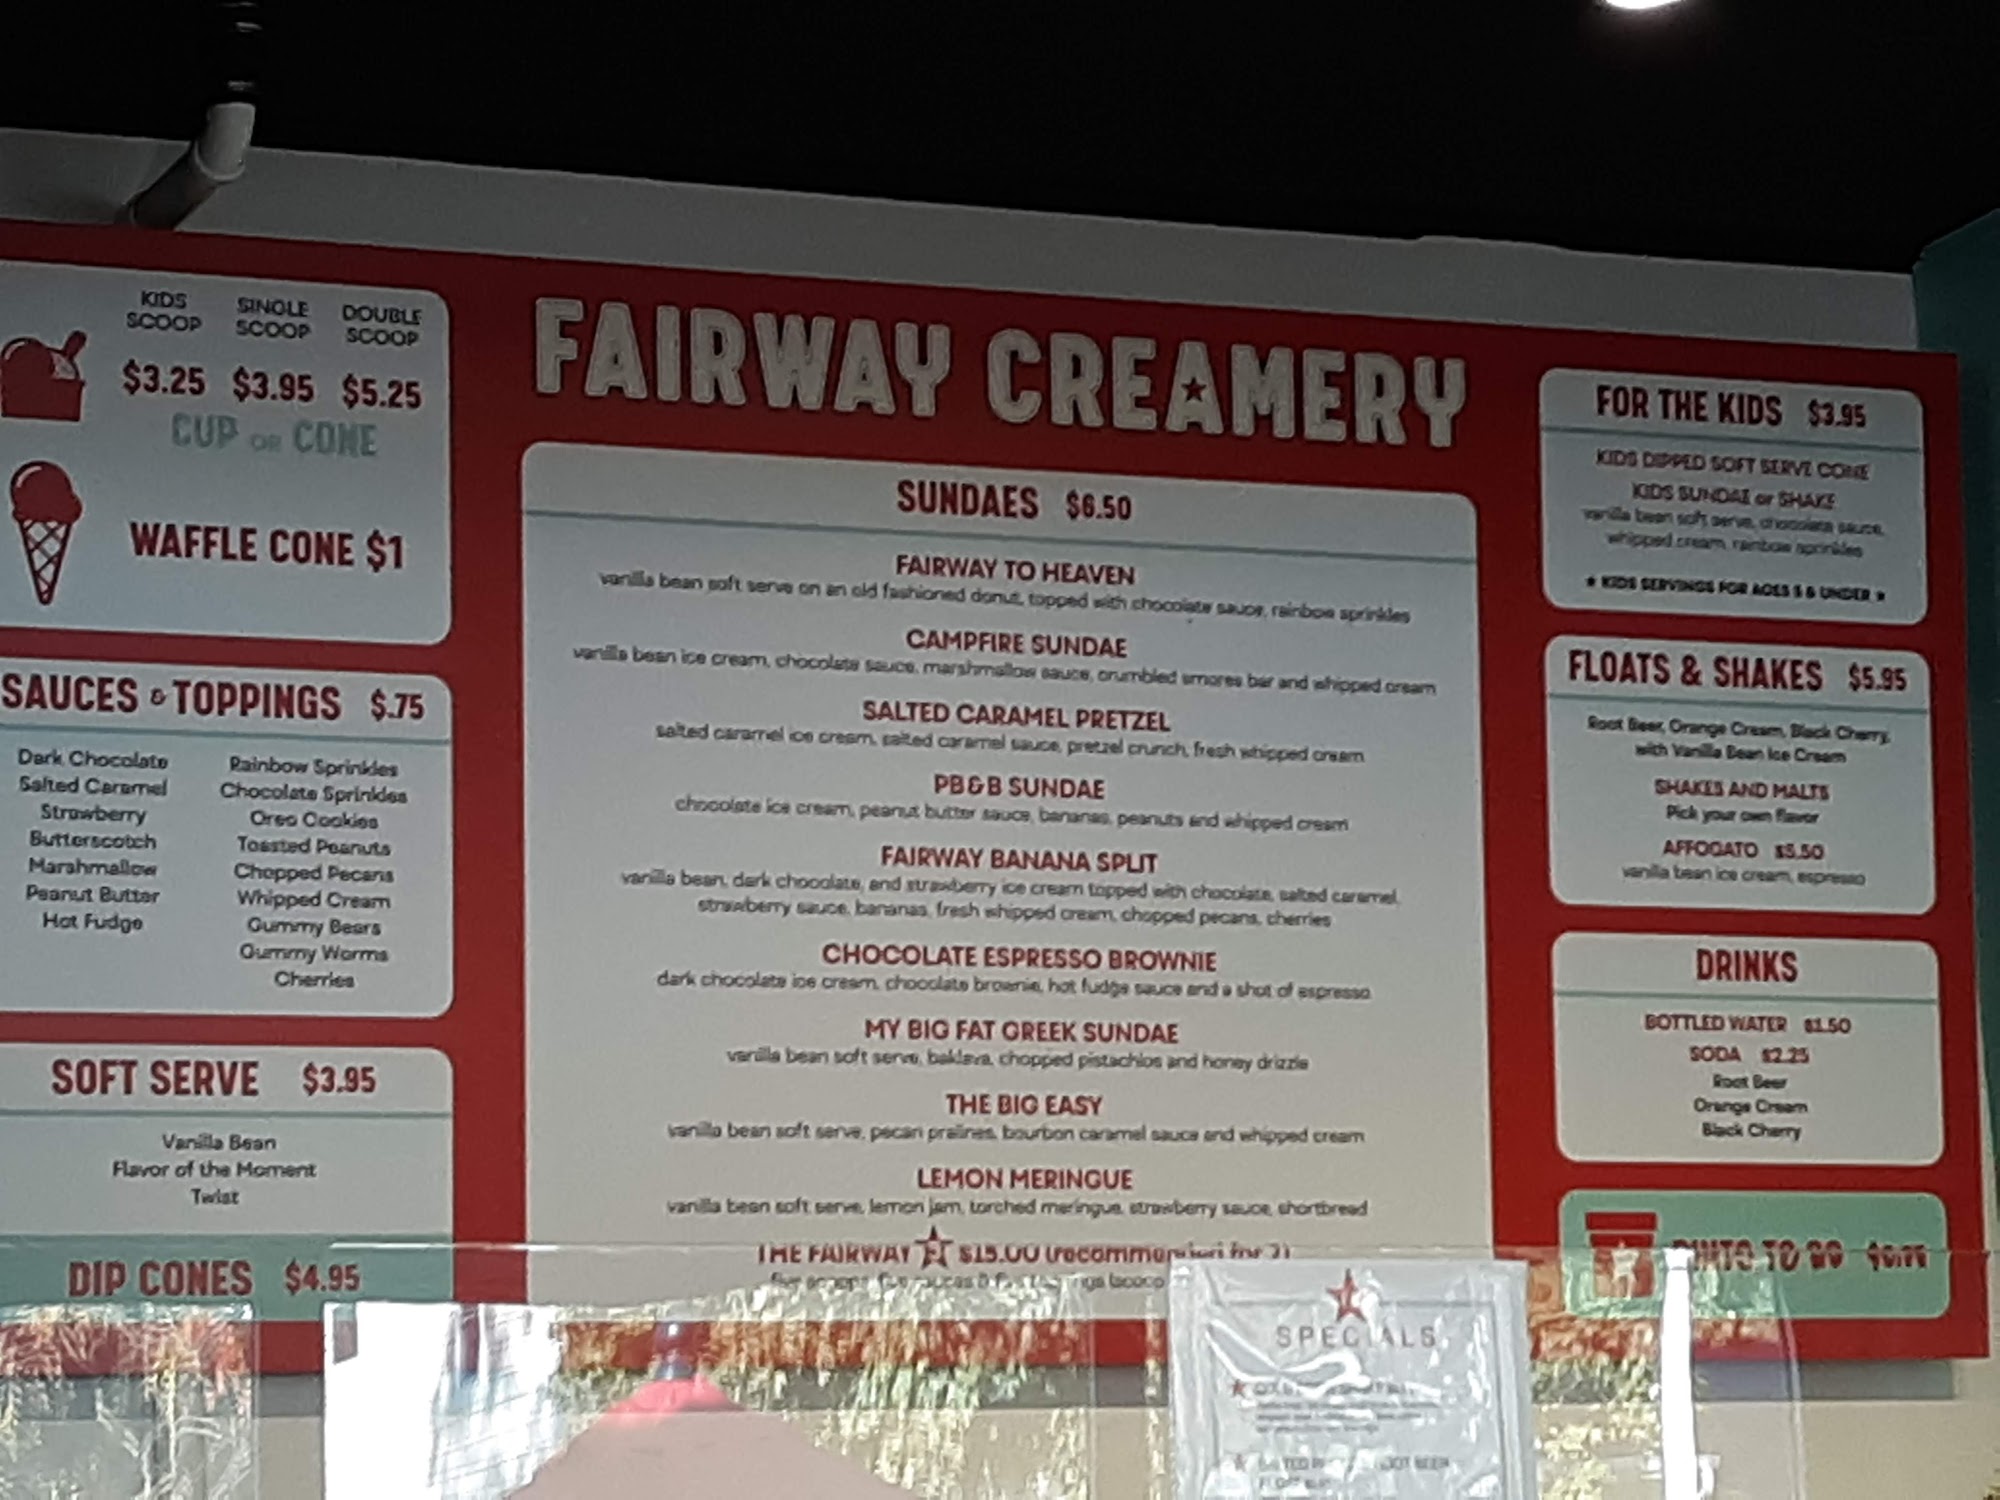 KIDS SCOOP
SINGLE SCOOP
DOUBLE SCOOP
$3.25 $3.95 $5.25
CUP OR CONE
WAFFLE CONE $1
SAUCES & TOPPINGS $.75
Dark Chocolate
Salted Caramel
Strawberry
Butterscotch
Marshmallow
Peanut Butter
Hot Fudge
Rainbow Sprinkles
Chocolate Sprinkles
Oreo Cookies
Toasted Peanuts
Chopped Pecans
Whipped Cream
Gummy Bears
Gummy Worms
Cherries
SOFT SERVE $3.95
Vanilla Bean
Flavor of the Moment
Twist
DIP CONES $4.95
FAIRWAY CREAMERY
SUNDAES $6.50
FAIRWAY TO HEAVEN
vanilla bean soft serve on an old fashioned donut, topped with chocolate sauce, rainbow sprinkles
CAMPFIRE SUNDAE
vanilla bean ice cream, chocolate sauce, marshmallow sauce, crumbled smores bar and whipped cream
SALTED CARAMEL PRETZEL
salted caramel ice cream, salted caramel sauce, pretzel crunch, fresh whipped cream
PB&B SUNDAE
chocolate ice cream, peanut butter sauce, bananas, peanuts and whipped cream
FAIRWAY BANANA SPLIT
vanilla bean, dark chocolate, and strawberry ice cream topped with chocolate, salted caramel,
strawberry sauce, bananas, fresh whipped cream, chopped pecans, cherries
CHOCOLATE ESPRESSO BROWNIE
dark chocolate ice cream, chocolate brownie, hot fudge sauce and a shot of espresso
MY BIG FAT GREEK SUNDAE
vanilla bean soft serve, baklava, chopped pistachios and honey drizzle
THE BIG EASY
vanilla bean soft serve, pecan pralines, bourbon caramel sauce and whipped cream
LEMON MERINGUE
vanilla bean soft serve, lemon jam, torched meringue, strawberry sauce, shortbread
THE FAIRWAY $15.00 (recommended for
five scoops, five sauces &
FOR THE KIDS $3.95
KIDS DIPPED SOFT SERVE CONE
KIDS SUNDAE or SHAKE
vanilla bean soft serve, chocolate sauce,
whipped cream, rainbow sprinkles
★ KIDS SERVINGS FOR AGES & UNDER ★
FLOATS & SHAKES $5.95
Root Beer, Orange Cream, Black Cherry,
with Vanilla Bean Ice Cream
SHAKES AND MALTS
Pick your own flavor
AFFOGATO $5.50
vanilla bean ice cream, espresso
DRINKS
BOTTLED WATER $1.50
SODA $2.25
Root Beer
Orange Cream
Black Cherry
TO GO
SPECIALS